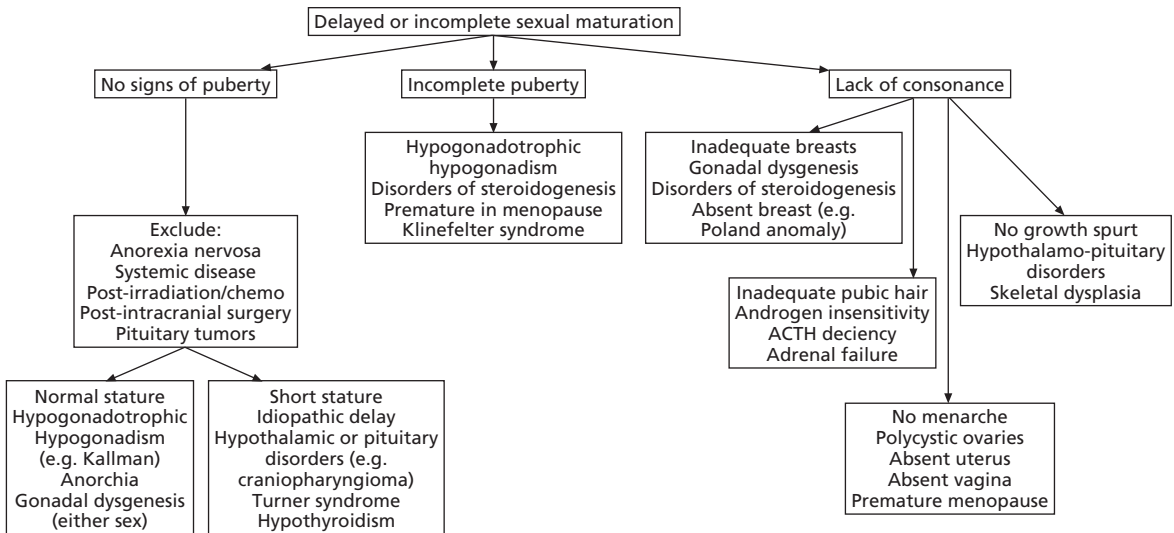 Delayed or incomplete sexual maturation
No signs of puberty
Incomplete puberty
Lack of consonance
Hypogonadotrophic
hypogonadism
Disorders of steroidogenesis
Premature in menopause
Klinefelter syndrome
Inadequate breasts
Gonadal dysgenesis
Disorders of steroidogenesis
Absent breast (e.g.
Poland anomaly)
No growth spurt
Hypothalamo-pituitary
disorders
Skeletal dysplasia
Exclude:
Anorexia nervosa
Systemic disease
Post-irradiation/chemo
Post-intracranial surgery
Pituitary tumors
Inadequate pubic hair
Androgen insensitivity
ACTH deciency
Adrenal failure
Normal stature
Hypogonadotrophic
Hypogonadism
(e.g. Kallman)
Anorchia
Gonadal dysgenesis
(either sex)
Short stature
Idiopathic delay
Hypothalamic or pituitary
disorders (e.g.
craniopharyngioma)
Turner syndrome
Hypothyroidism
No menarche
Polycystic ovaries
Absent uterus
Absent vagina
Premature menopause